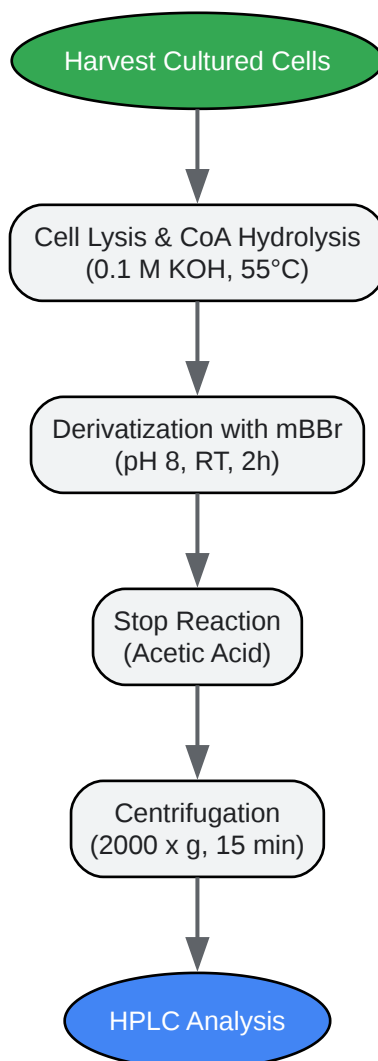 Harvest Cultured Cells
Cell Lysis & CoA Hydrolysis
(0.1 M KOH, 55°C)
Derivatization with mBBr
(pH 8, RT, 2h)
Stop Reaction
(Acetic Acid)
Centrifugation
(2000 x g, 15 min)
HPLC Analysis